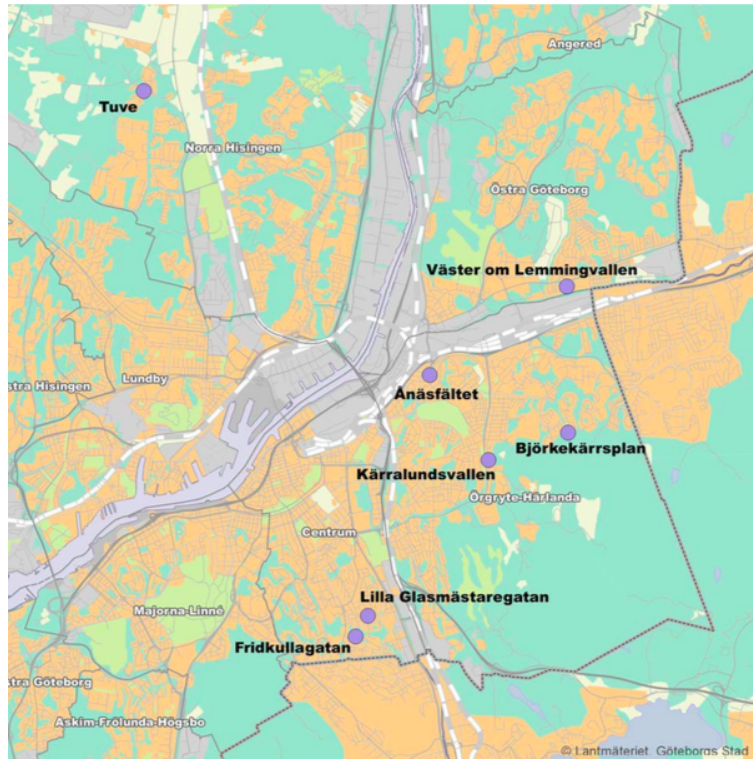 Angered
Tuve
Norra Hisingen
Östra Göteborg
Väster om Lemmingvallen
Lundby
stra Hisingen
Ånäsfältet
Björkekärrsplan
Kärralundsvallen
Örgryte-Härlanda
Centrum
Lilla Glasmästaregatan
Majorna-Linné
Fridkullagatan
stra Göteborg
Askim-Frölunda-Högsbo
© Lantmäteriet, Göteborgs Stad